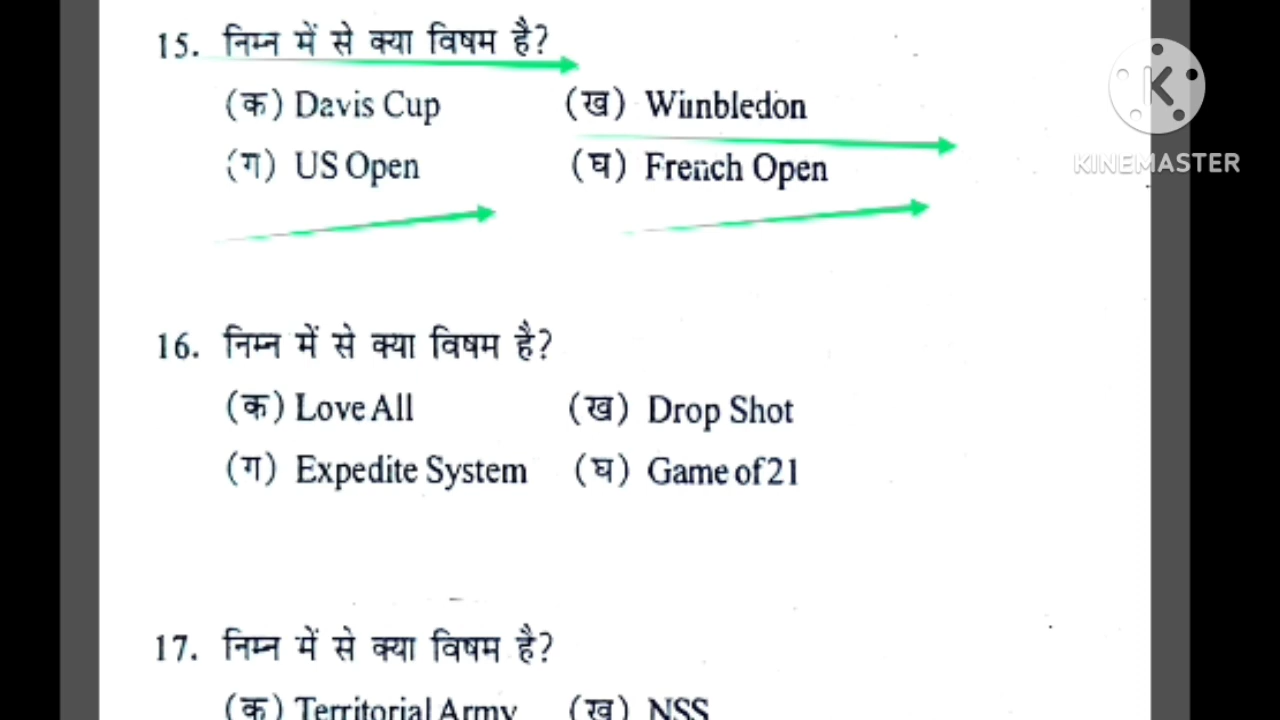 15. निम्न में से क्या विषम है?
(क) Davis Cup (ख) Wimbledon
(ग) US Open (घ) French Open
KINEMASTER
16. निम्न में से क्या विषम है?
(क) Love All (ख) Drop Shot
(ग) Expedite System (घ) Game of 21
17. निम्न में से क्या विषम है?
(क) Territorial Army (ख) NSS